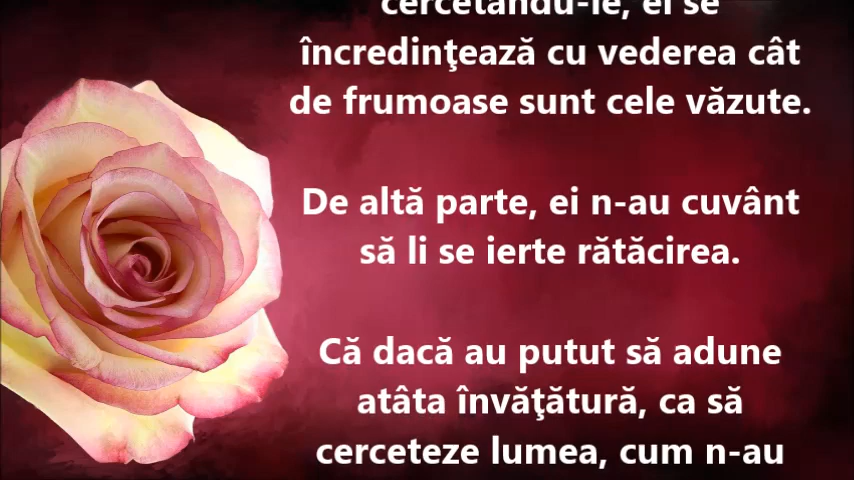 cercetându-le, ei se
încredinţează cu vederea cât
de frumoase sunt cele văzute.
De altă parte, ei n-au cuvânt
să li se ierte rătăcirea.
Că dacă au putut să adune
atâta învăţătură, ca să
cerceteze lumea, cum n-au